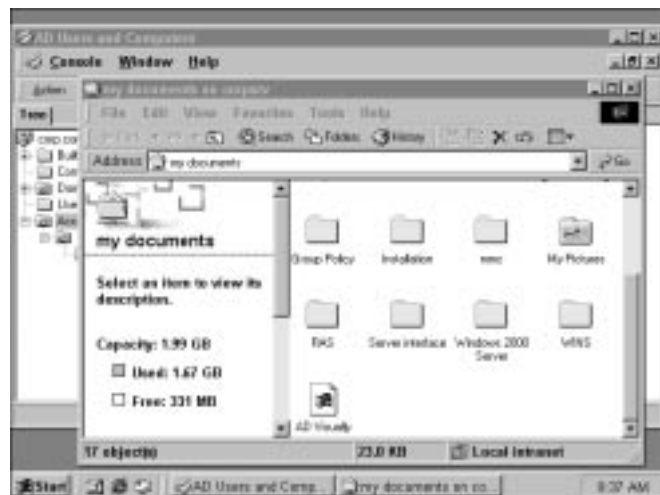 AD Users and Computers
Console Window Help
Action
my documents on
Tree
File Edit View Favorites Tools Help
Search Folders History
Address my documents Go
my documents
Select an item to view its
description.
Capacity: 1.99 GB
Used: 1.67 GB
Free: 331 MB
Group Policy Installation mmc My Pictures
RAS Server interface Windows 2000
Server
WINS
AD Visually
17 object(s) 23.0 KB Local intranet
Start AD Users and Comp... my documents on co... 8:37 AM